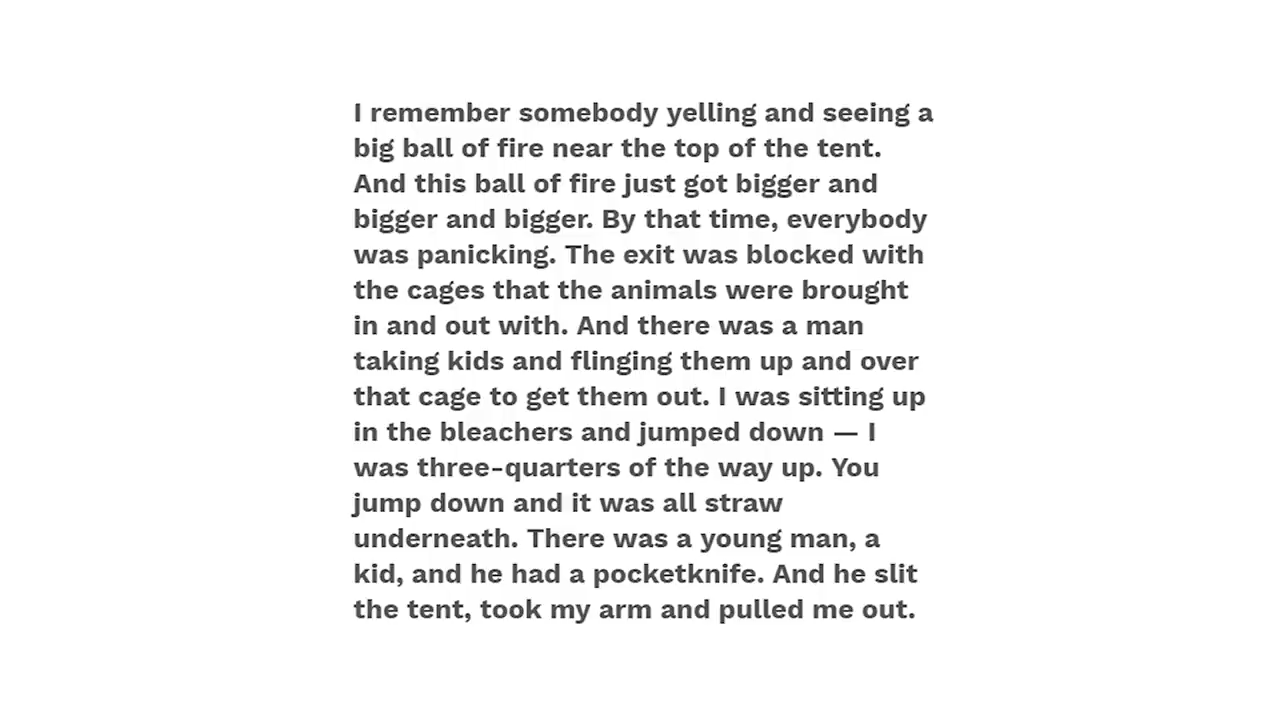 I remember somebody yelling and seeing a
big ball of fire near the top of the tent.
And this ball of fire just got bigger and
bigger and bigger. By that time, everybody
was panicking. The exit was blocked with
the cages that the animals were brought
in and out with. And there was a man
taking kids and flinging them up and over
that cage to get them out. I was sitting up
in the bleachers and jumped down — I
was three-quarters of the way up. You
jump down and it was all straw
underneath. There was a young man, a
kid, and he had a pocketknife. And he slit
the tent, took my arm and pulled me out.